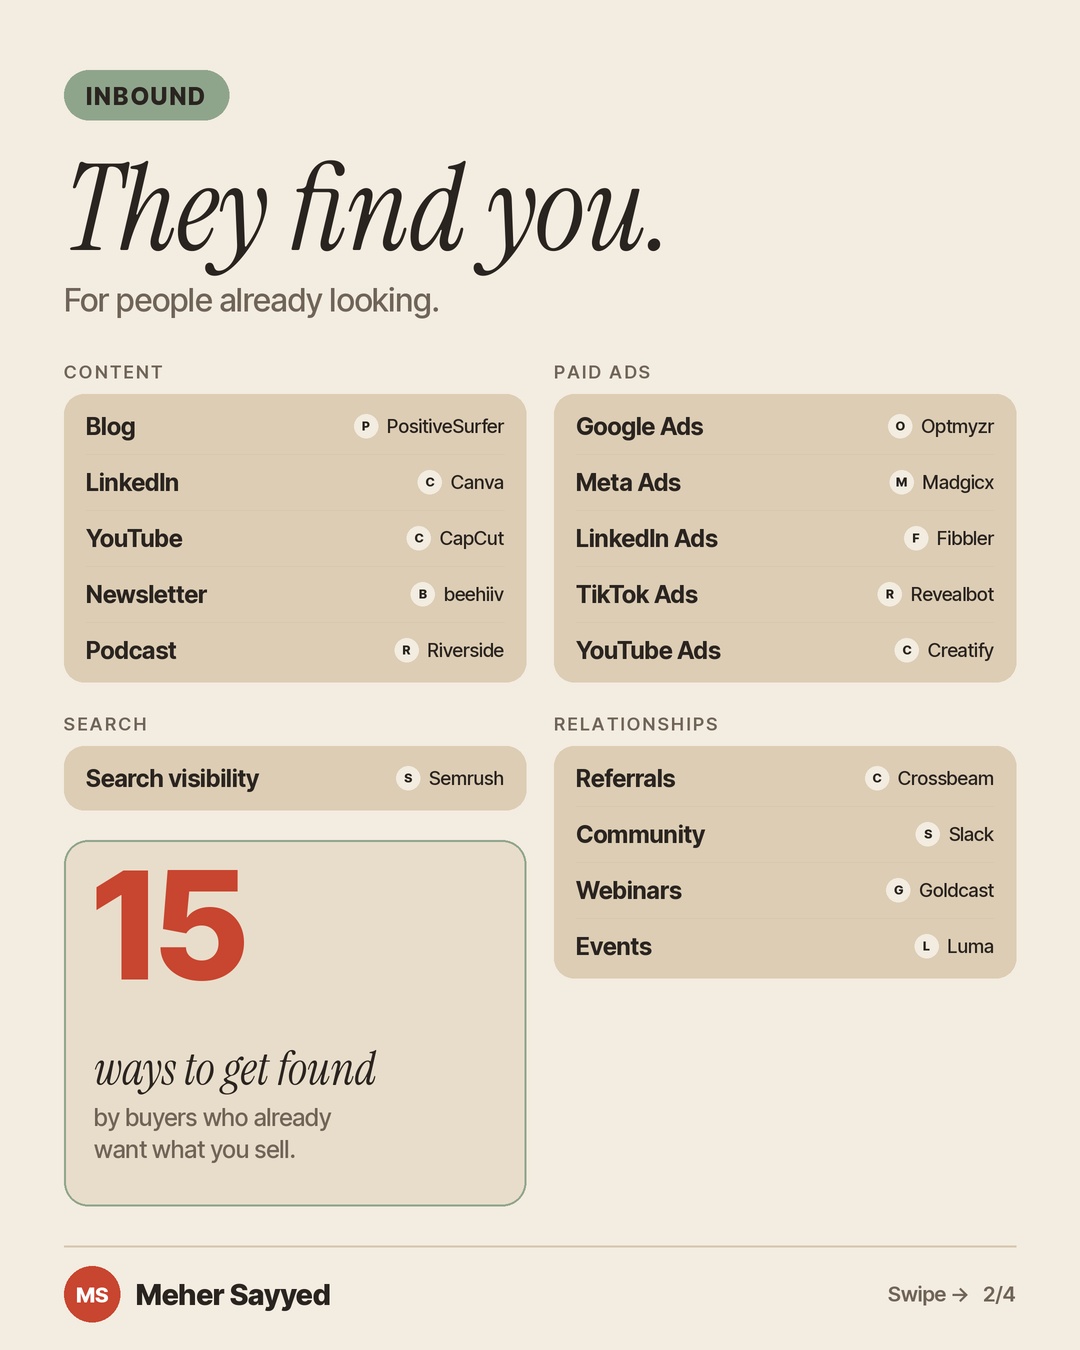 INBOUND
They find you.
For people already looking.
CONTENT
Blog P PositiveSurfer
LinkedIn C Canva
YouTube C CapCut
Newsletter B beehiiv
Podcast R Riverside
PAID ADS
Google Ads O Optmyzr
Meta Ads M Madgicx
LinkedIn Ads F Fibbler
TikTok Ads R Revealbot
YouTube Ads C Creatify
SEARCH
Search visibility S Semrush
RELATIONSHIPS
Referrals C Crossbeam
Community S Slack
Webinars G Goldcast
Events L Luma
15
ways to get found
by buyers who already
want what you sell.
MS Meher Sayyed
Swipe → 2/4